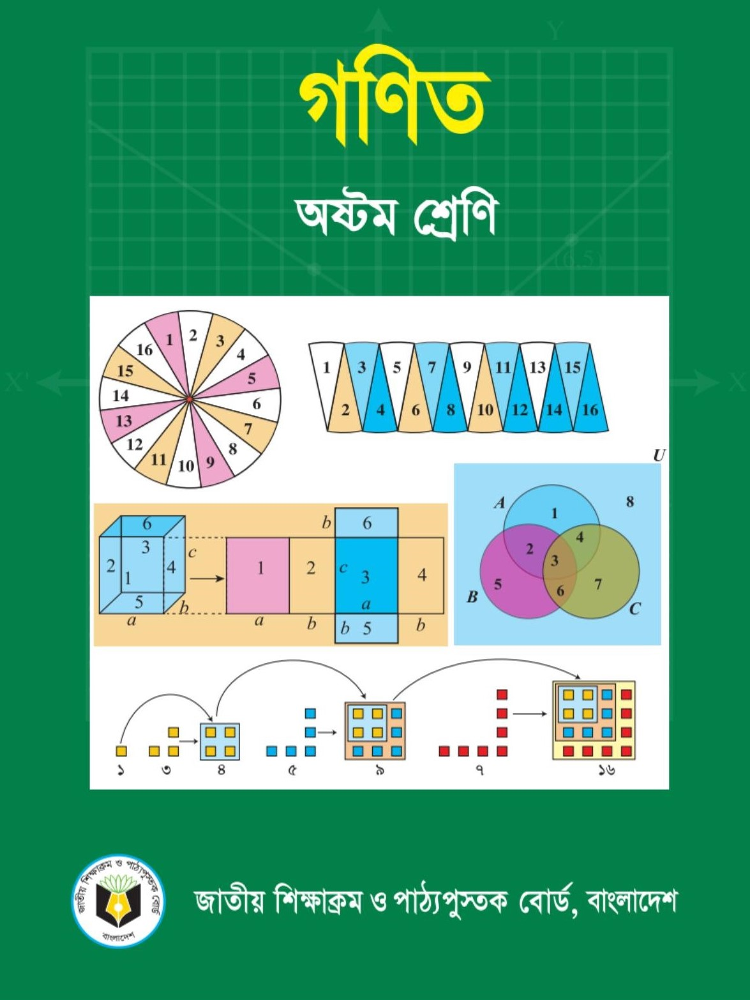 Y
গণিত
অষ্টম শ্রেণি
(6,5)
X'
X
1
2
3
4
5
6
7
8
9
10
11
12
13
14
15
16
1 3 5 7 9 11 13 15
2 4 6 8 10 12 14 16
U
A
B
C
1
2
3
4
5
6
7
8
6
3
2
1
4
5
a
b
c
b 6
1 2 c 3 4
a
a b b 5 b
১ ৩ ৪ ৫ ৯ ৭ ১৬
জাতীয় শিক্ষাক্রম ও পাঠ্যপুস্তক বোর্ড
বাংলাদেশ
জাতীয় শিক্ষাক্রম ও পাঠ্যপুস্তক বোর্ড, বাংলাদেশ